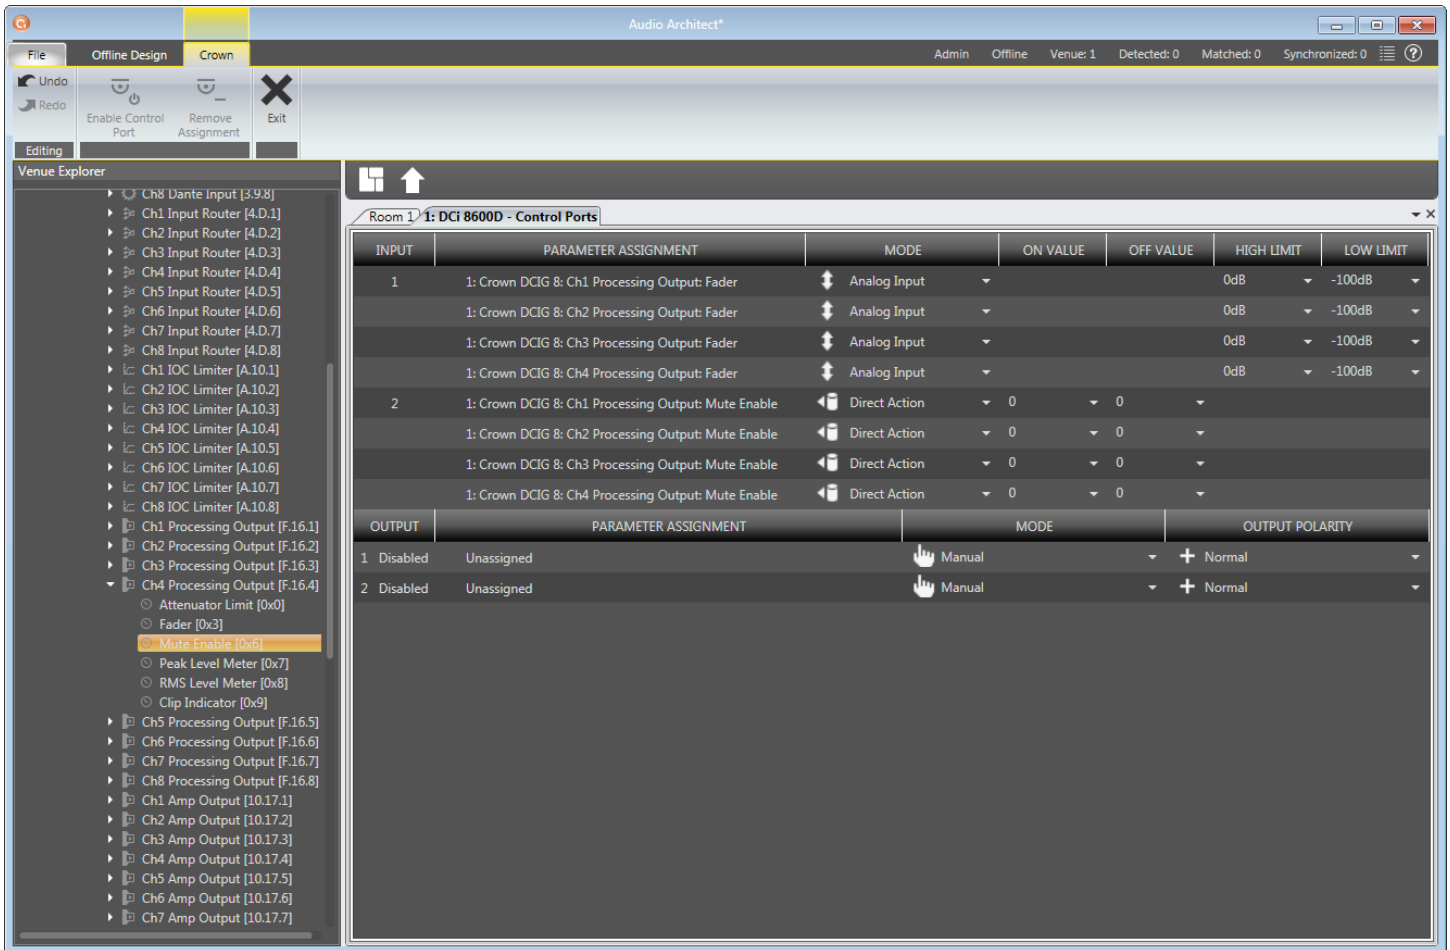 Audio Architect*
File Offline Design Crown Admin Offline Venue: 1 Detected: 0 Matched: 0 Synchronized: 0 ?
Undo
Redo
Enable Control Port
Remove Assignment
Exit
Editing
Venue Explorer
Ch8 Dante Input [3.9.8]
Ch1 Input Router [4.D.1]
Ch2 Input Router [4.D.2]
Ch3 Input Router [4.D.3]
Ch4 Input Router [4.D.4]
Ch5 Input Router [4.D.5]
Ch6 Input Router [4.D.6]
Ch7 Input Router [4.D.7]
Ch8 Input Router [4.D.8]
Ch1 IOC Limiter [A.10.1]
Ch2 IOC Limiter [A.10.2]
Ch3 IOC Limiter [A.10.3]
Ch4 IOC Limiter [A.10.4]
Ch5 IOC Limiter [A.10.5]
Ch6 IOC Limiter [A.10.6]
Ch7 IOC Limiter [A.10.7]
Ch8 IOC Limiter [A.10.8]
Ch1 Processing Output [F.16.1]
Ch2 Processing Output [F.16.2]
Ch3 Processing Output [F.16.3]
Ch4 Processing Output [F.16.4]
Attenuator Limit [0x0]
Fader [0x3]
Mute Enable [0x6]
Peak Level Meter [0x7]
RMS Level Meter [0x8]
Clip Indicator [0x9]
Ch5 Processing Output [F.16.5]
Ch6 Processing Output [F.16.6]
Ch7 Processing Output [F.16.7]
Ch8 Processing Output [F.16.8]
Ch1 Amp Output [10.17.1]
Ch2 Amp Output [10.17.2]
Ch3 Amp Output [10.17.3]
Ch4 Amp Output [10.17.4]
Ch5 Amp Output [10.17.5]
Ch6 Amp Output [10.17.6]
Ch7 Amp Output [10.17.7]
Room 1 1: DCi 8600D - Control Ports
INPUT PARAMETER ASSIGNMENT MODE ON VALUE OFF VALUE HIGH LIMIT LOW LIMIT
1 1: Crown DCIG 8: Ch1 Processing Output: Fader Analog Input 0dB -100dB
1: Crown DCIG 8: Ch2 Processing Output: Fader Analog Input 0dB -100dB
1: Crown DCIG 8: Ch3 Processing Output: Fader Analog Input 0dB -100dB
1: Crown DCIG 8: Ch4 Processing Output: Fader Analog Input 0dB -100dB
2 1: Crown DCIG 8: Ch1 Processing Output: Mute Enable Direct Action 0 0
1: Crown DCIG 8: Ch2 Processing Output: Mute Enable Direct Action 0 0
1: Crown DCIG 8: Ch3 Processing Output: Mute Enable Direct Action 0 0
1: Crown DCIG 8: Ch4 Processing Output: Mute Enable Direct Action 0 0
OUTPUT PARAMETER ASSIGNMENT MODE OUTPUT POLARITY
1 Disabled Unassigned Manual Normal
2 Disabled Unassigned Manual Normal